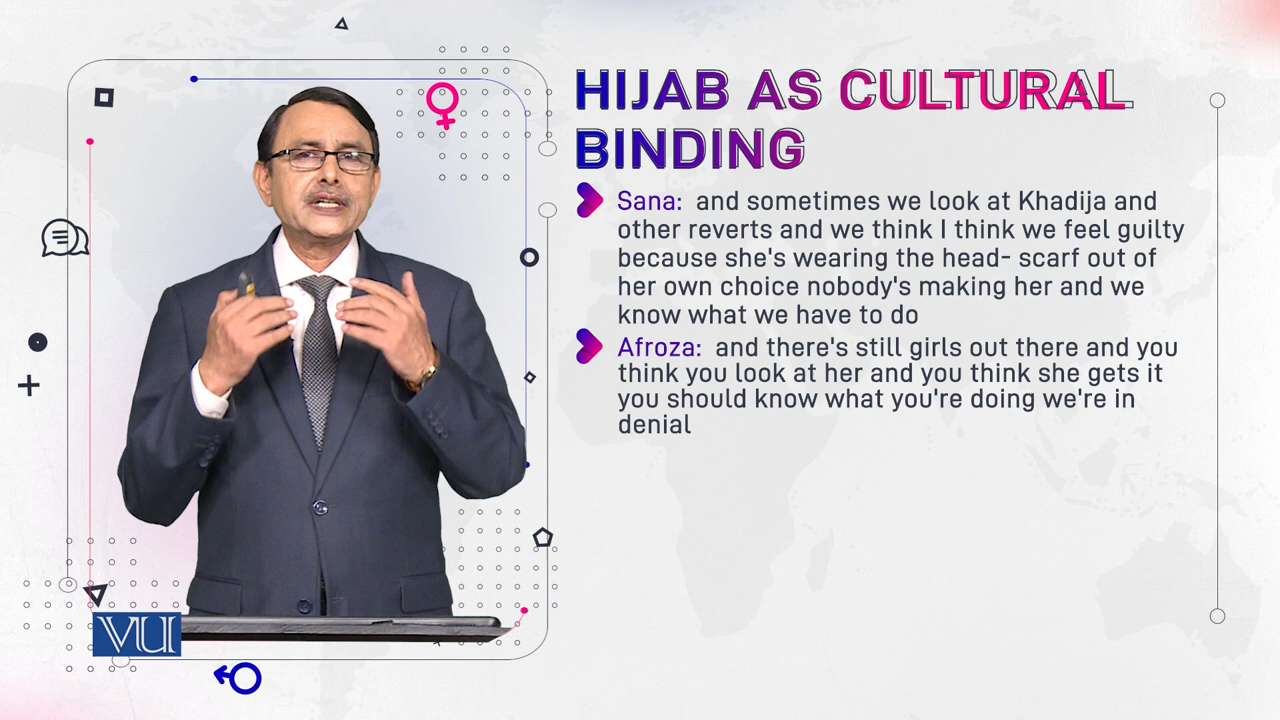 HIJAB AS CULTURAL
BINDING
Sana: and sometimes we look at Khadija and
other reverts and we think I think we feel guilty
because she's wearing the head- scarf out of
her own choice nobody's making her and we
know what we have to do
Afroza: and there's still girls out there and you
think you look at her and you think she gets it
you should know what you're doing we're in
denial
VU